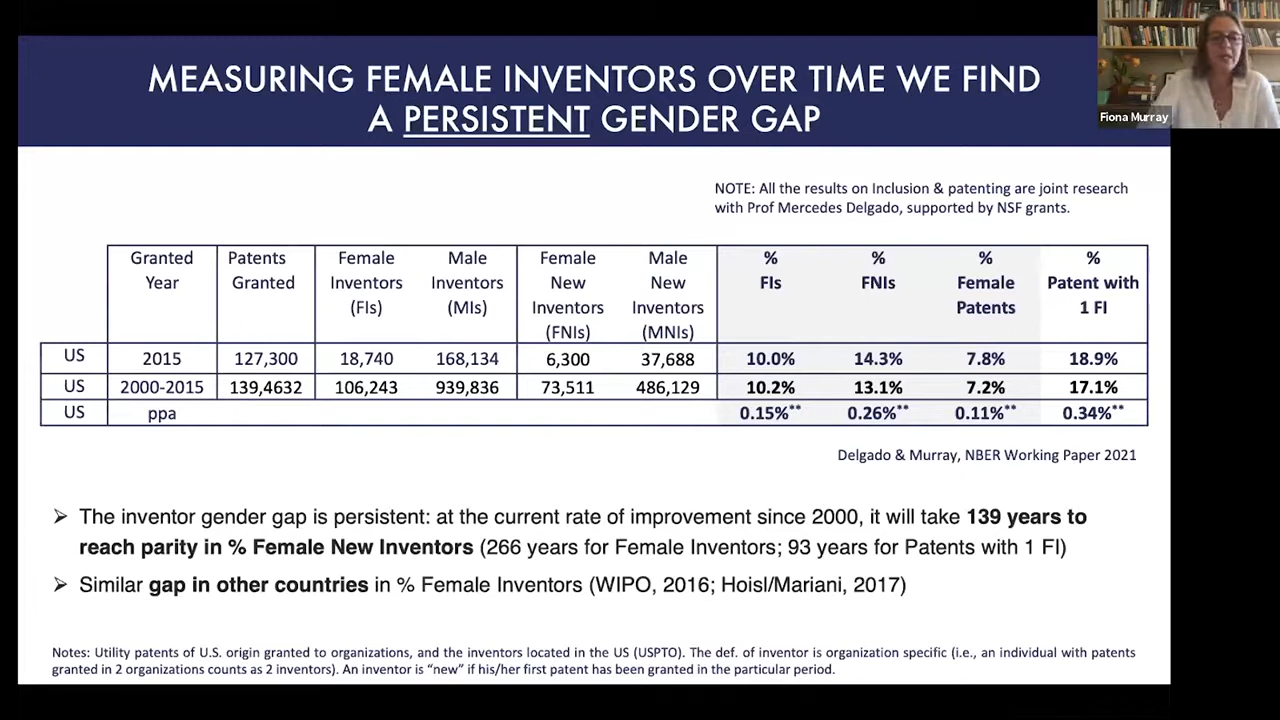 MEASURING FEMALE INVENTORS OVER TIME WE FIND
A PERSISTENT GENDER GAP
Fiona Murray
NOTE: All the results on Inclusion & patenting are joint research
with Prof Mercedes Delgado, supported by NSF grants.
Granted Patents Female Male Female Male % % % %
Year Granted Inventors Inventors New New FIs FNIs Female Patent with
(FIs) (MIs) Inventors Inventors Patents 1 FI
(FNIs) (MNIs)
US 2015 127,300 18,740 168,134 6,300 37,688 10.0% 14.3% 7.8% 18.9%
US 2000-2015 139,4632 106,243 939,836 73,511 486,129 10.2% 13.1% 7.2% 17.1%
US ppa 0.15%** 0.26%** 0.11%** 0.34%**
Delgado & Murray, NBER Working Paper 2021
➢ The inventor gender gap is persistent: at the current rate of improvement since 2000, it will take 139 years to
reach parity in % Female New Inventors (266 years for Female Inventors; 93 years for Patents with 1 FI)
➢ Similar gap in other countries in % Female Inventors (WIPO, 2016; Hoisl/Mariani, 2017)
Notes: Utility patents of U.S. origin granted to organizations, and the inventors located in the US (USPTO). The def. of inventor is organization specific (i.e., an individual with patents
granted in 2 organizations counts as 2 inventors). An inventor is “new” if his/her first patent has been granted in the particular period.